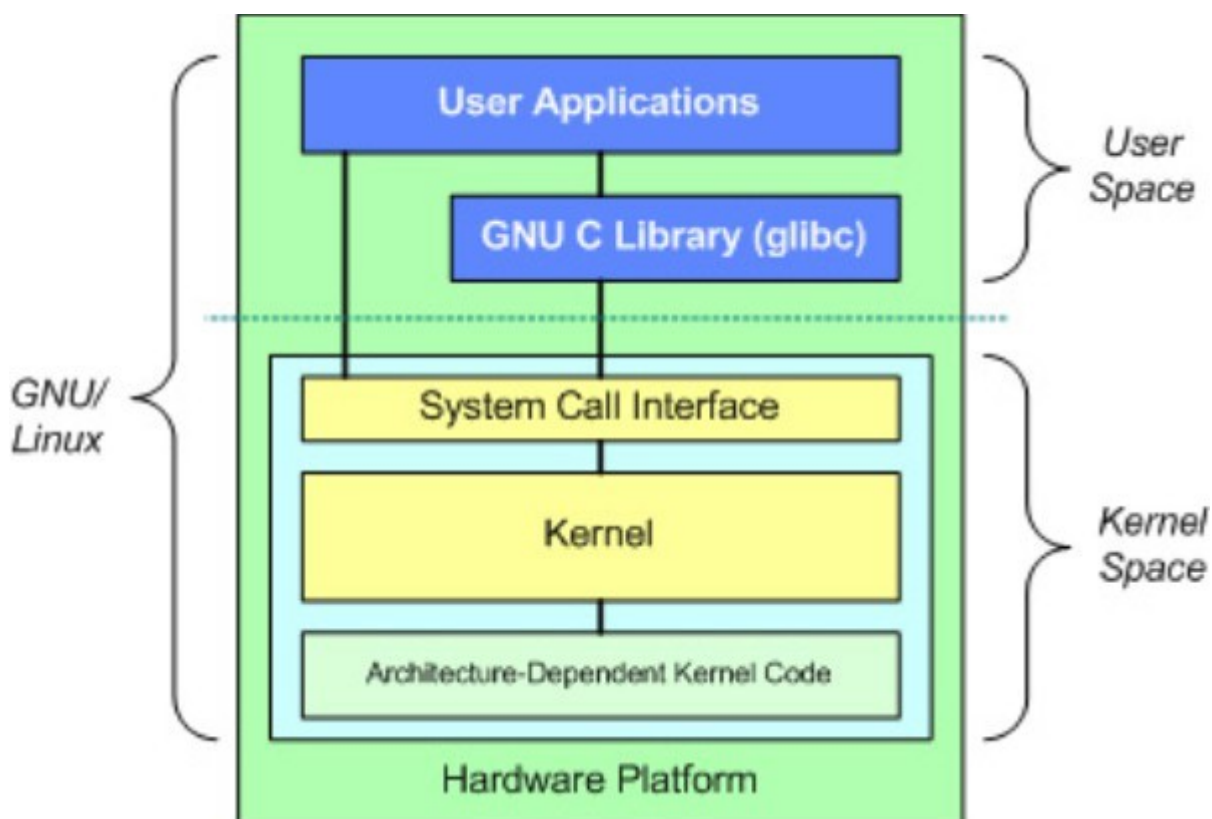 User Applications
User
Space
GNU C Library (glibc)
GNU/
Linux
System Call Interface
Kernel
Kernel
Space
Architecture-Dependent Kernel Code
Hardware Platform